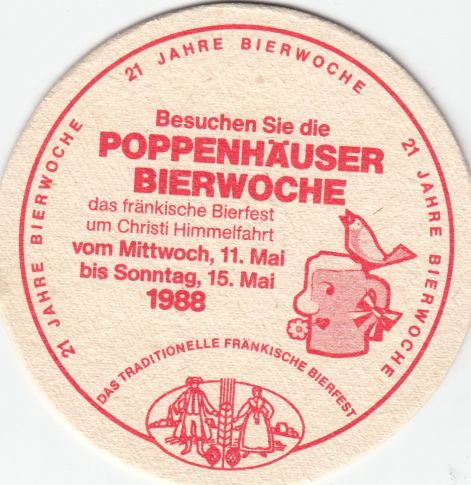 21 JAHRE BIERWOCHE
21 JAHRE BIERWOCHE
21 JAHRE BIERWOCHE
Besuchen Sie die
POPPENHÄUSER
BIERWOCHE
das fränkische Bierfest
um Christi Himmelfahrt
vom Mittwoch, 11. Mai
bis Sonntag, 15. Mai
1988
DAS TRADITIONELLE FRÄNKISCHE BIERFEST